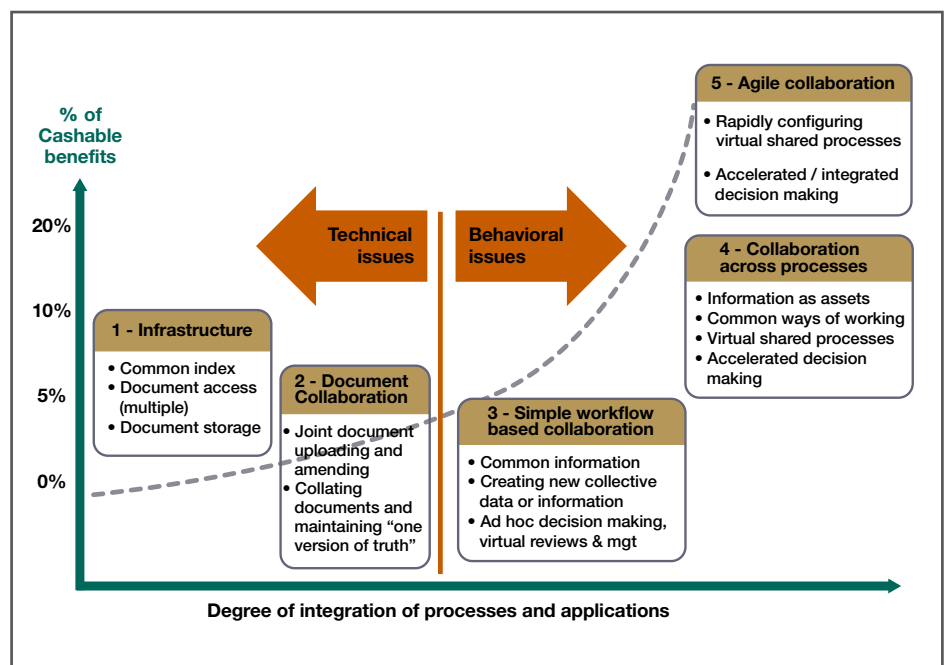 % of
Cashable
benefits
20%
10%
5%
0%
Technical
issues
Behavioral
issues
1 - Infrastructure
• Common index
• Document access
(multiple)
• Document storage
2 - Document
Collaboration
• Joint document
uploading and
amending
• Collating
documents and
maintaining “one
version of truth”
3 - Simple workflow
based collaboration
• Common information
• Creating new collective
data or information
• Ad hoc decision making,
virtual reviews & mgt
4 - Collaboration
across processes
• Information as assets
• Common ways of working
• Virtual shared processes
• Accelerated decision
making
5 - Agile collaboration
• Rapidly configuring
virtual shared processes
• Accelerated / integrated
decision making
Degree of integration of processes and applications